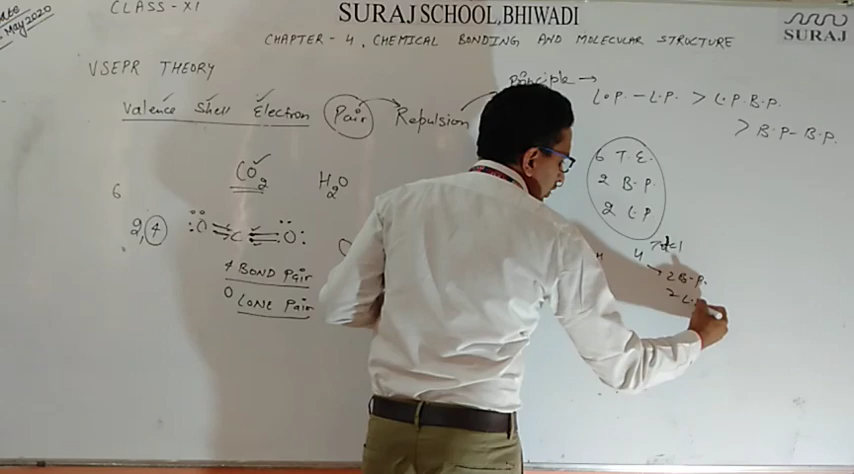 May 2020
CLASS - XI
SURAJ SCHOOL, BHIWADI
SURAJ
CHAPTER - 4, CHEMICAL BONDING AND MOLECULAR STRUCTURE
VSEPR THEORY
Principle →
Valence Shell Electron Pair Repulsion
L.P. - L.P. > L.P. B.P.
> B.P - B.P.
CO2
H2O
6 T.E.
2 B.P.
2 L.P
6
2,4
:O C O:
4 BOND Pair
0 LONE Pair
4 Total
2 B.P.
2 L.